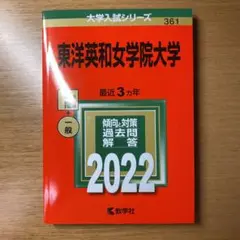 大学入試シリーズ
361
東洋英和女学院大学
最近3ヵ年
一般
傾向と対策
過去問
解答
2022
教学社